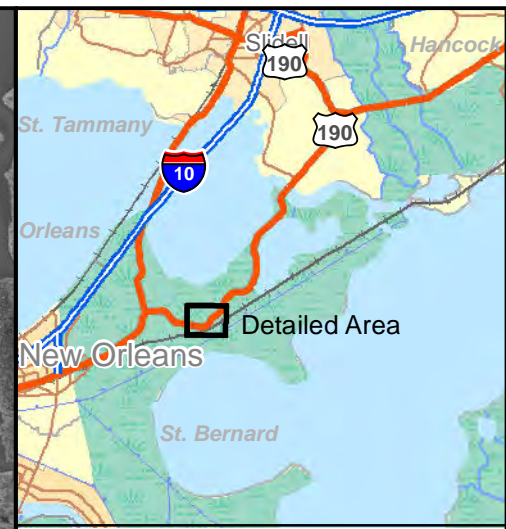 Slidell
Hancock
190
190
St. Tammany
10
Orleans
Detailed Area
New Orleans
St. Bernard